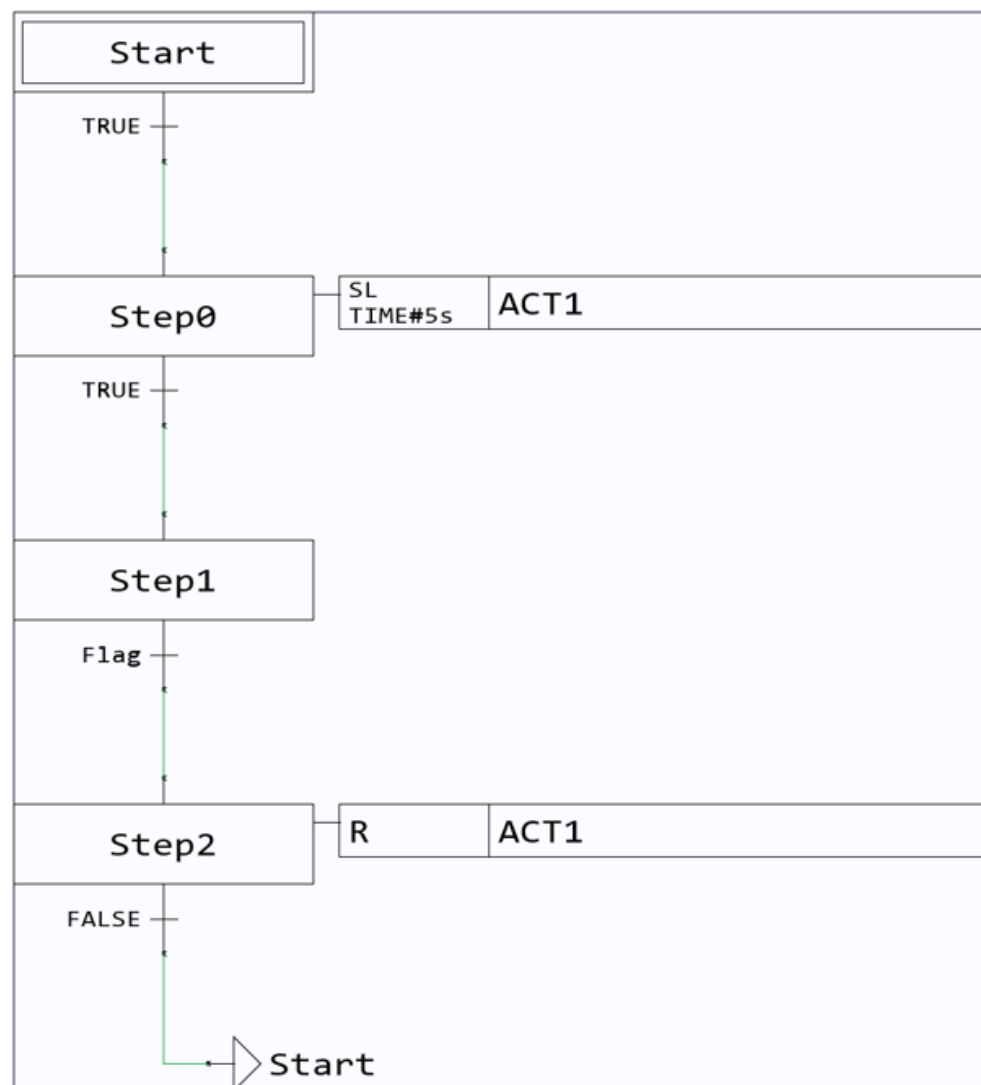 Start
TRUE
Step0
SL
TIME#5s
ACT1
TRUE
Step1
Flag
Step2
R
ACT1
FALSE
Start